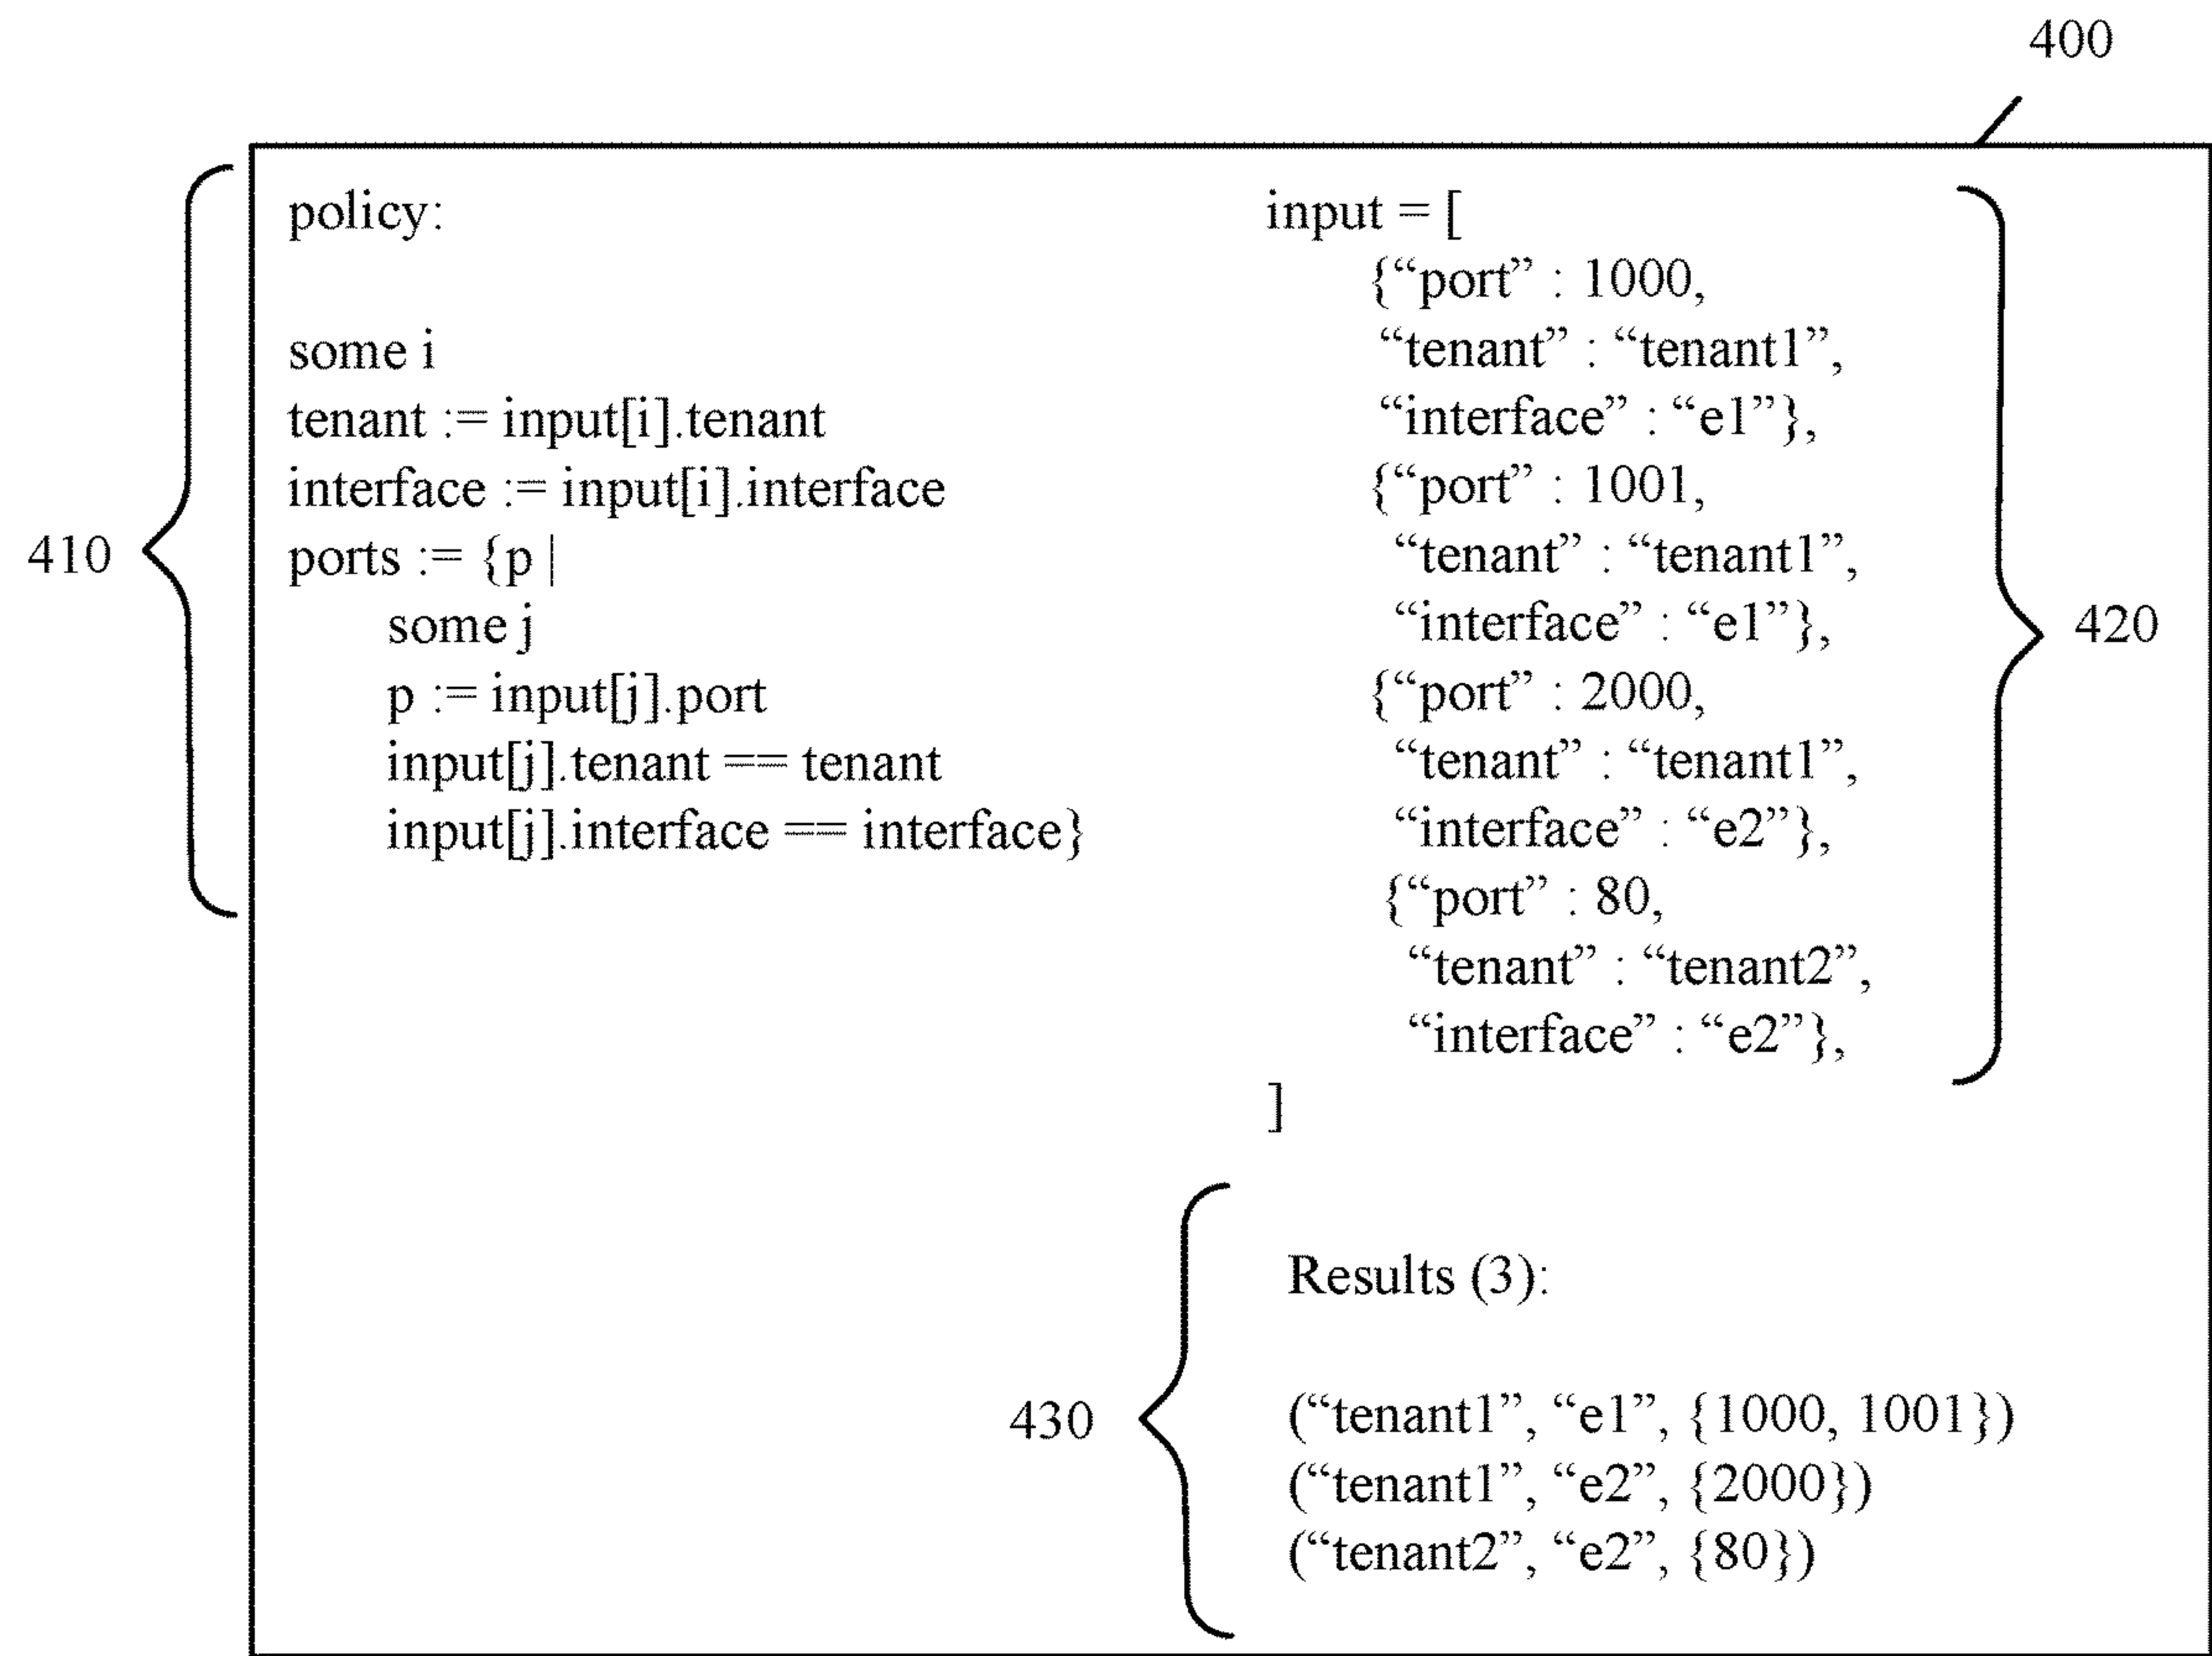 400
410
policy:
some i
tenant := input[i].tenant
interface := input[i].interface
ports := {p |
some j
p := input[j].port
input[j].tenant == tenant
input[j].interface == interface}
input = [
{“port” : 1000,
“tenant” : “tenant1”,
“interface” : “e1”},
{“port” : 1001,
“tenant” : “tenant1”,
“interface” : “e1”},
{“port” : 2000,
“tenant” : “tenant1”,
“interface” : “e2”},
{“port” : 80,
“tenant” : “tenant2”,
“interface” : “e2”},
]
420
430
Results (3):
(“tenant1”, “e1”, {1000, 1001})
(“tenant1”, “e2”, {2000})
(“tenant2”, “e2”, {80})